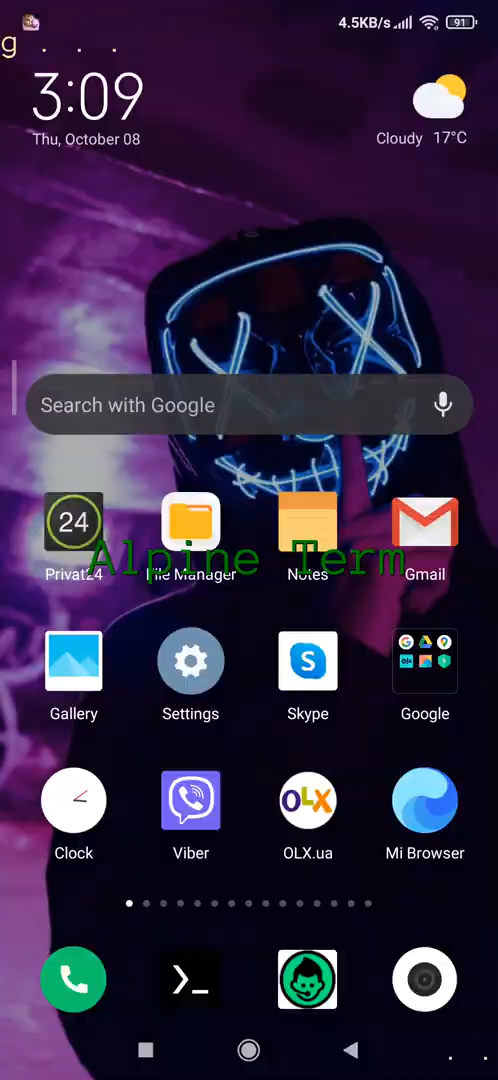 4.5KB/s 91
g . . .
3:09
Thu, October 08
Cloudy 17°C
Search with Google
24
Alpine Term
Privat24 File Manager Notes Gmail
Gallery Settings Skype Google
OLX
Clock Viber OLX.ua Mi Browser
. .